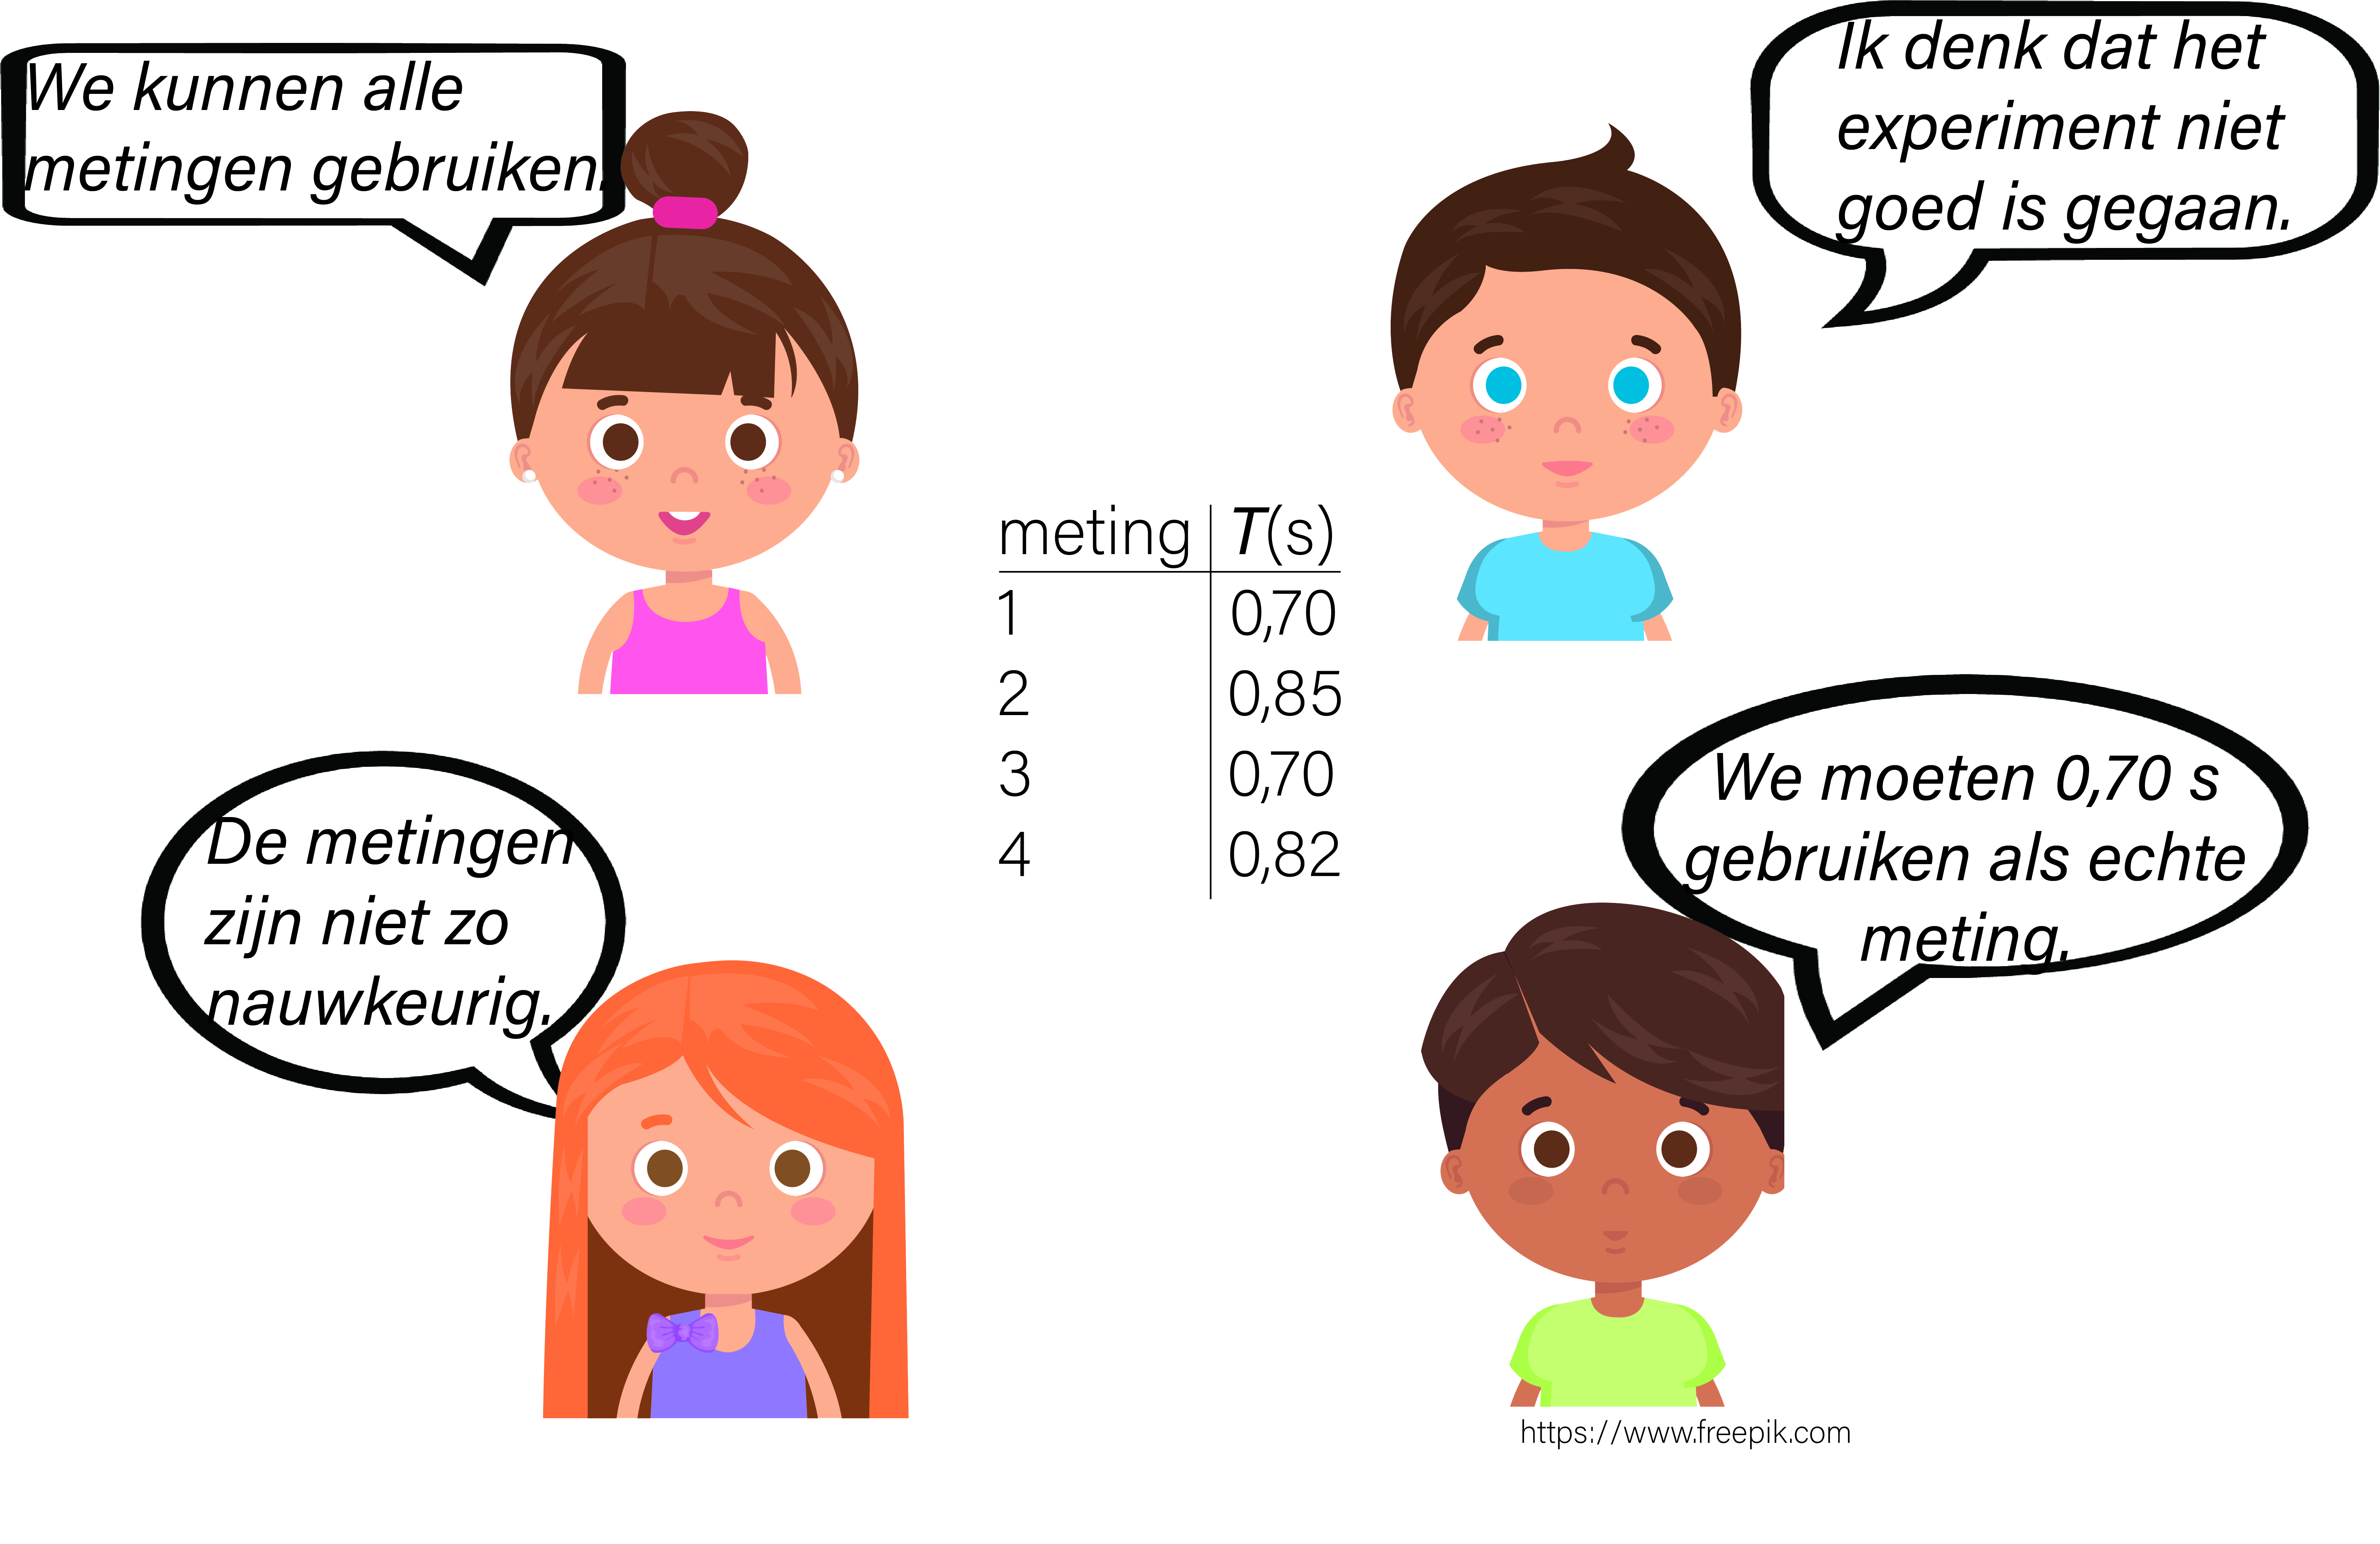 We kunnen alle
metingen gebruiken.
Ik denk dat het
experiment niet
goed is gegaan.
meting T(s)
1 0,70
2 0,85
3 0,70
4 0,82
De metingen
zijn niet zo
nauwkeurig.
We moeten 0,70 s
gebruiken als echte
meting.
https://www.freepik.com